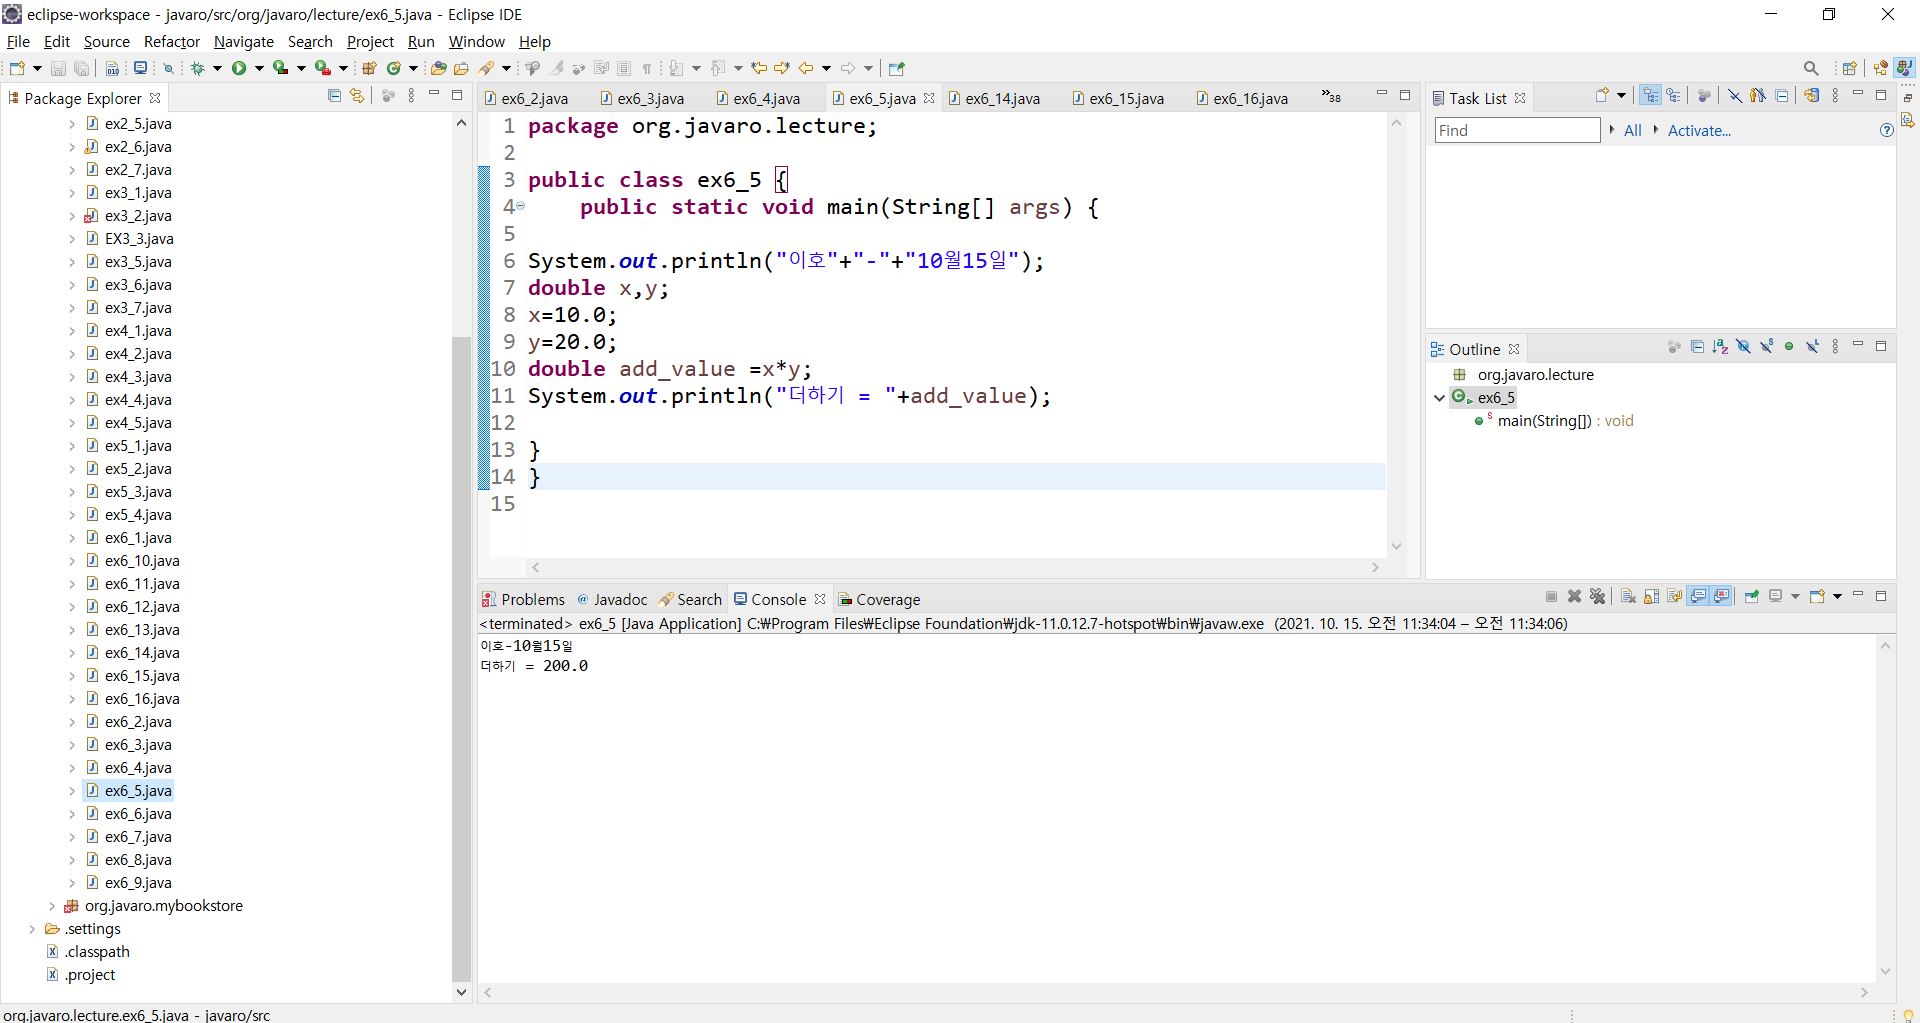 eclipse-workspace - javaro/src/org/javaro/lecture/ex6_5.java - Eclipse IDE
File Edit Source Refactor Navigate Search Project Run Window Help
Package Explorer
ex2_5.java
ex2_6.java
ex2_7.java
ex3_1.java
ex3_2.java
EX3_3.java
ex3_5.java
ex3_6.java
ex3_7.java
ex4_1.java
ex4_2.java
ex4_3.java
ex4_4.java
ex4_5.java
ex5_1.java
ex5_2.java
ex5_3.java
ex5_4.java
ex6_1.java
ex6_10.java
ex6_11.java
ex6_12.java
ex6_13.java
ex6_14.java
ex6_15.java
ex6_16.java
ex6_2.java
ex6_3.java
ex6_4.java
ex6_5.java
ex6_6.java
ex6_7.java
ex6_8.java
ex6_9.java
org.javaro.mybookstore
.settings
.classpath
.project
ex6_2.java ex6_3.java ex6_4.java ex6_5.java ex6_14.java ex6_15.java ex6_16.java »38
1 package org.javaro.lecture;
2
3 public class ex6_5 {
4 public static void main(String[] args) {
5
6 System.out.println("이호"+"-"+"10월15일");
7 double x,y;
8 x=10.0;
9 y=20.0;
10 double add_value =x*y;
11 System.out.println("더하기 = "+add_value);
12
13 }
14 }
15
Task List
Find All Activate...
Outline
org.javaro.lecture
ex6_5
main(String[]) : void
Problems @ Javadoc Search Console Coverage
<terminated> ex6_5 [Java Application] C:₩Program Files₩Eclipse Foundation₩jdk-11.0.12.7-hotspot₩bin₩javaw.exe (2021. 10. 15. 오전 11:34:04 – 오전 11:34:06)
이호-10월15일
더하기 = 200.0
org.javaro.lecture.ex6_5.java - javaro/src